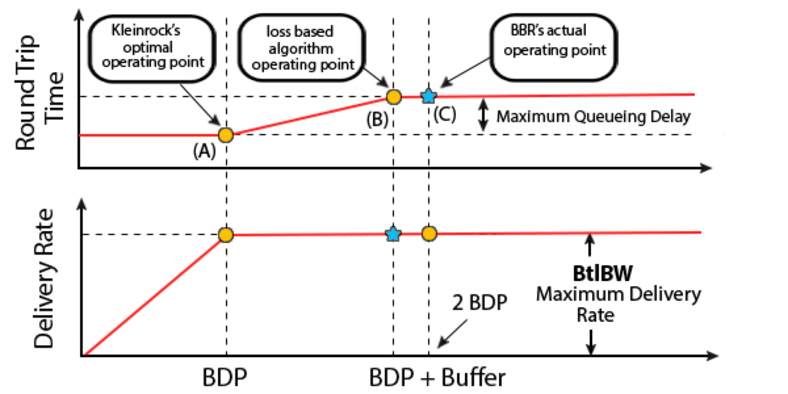 Kleinrock's
optimal
operating point
loss based
algorithm
operating point
BBR's actual
operating point
Round Trip
Time
(A)
(B)
(C)
Maximum Queueing Delay
Delivery Rate
BtlBW
Maximum Delivery
Rate
2 BDP
BDP
BDP + Buffer